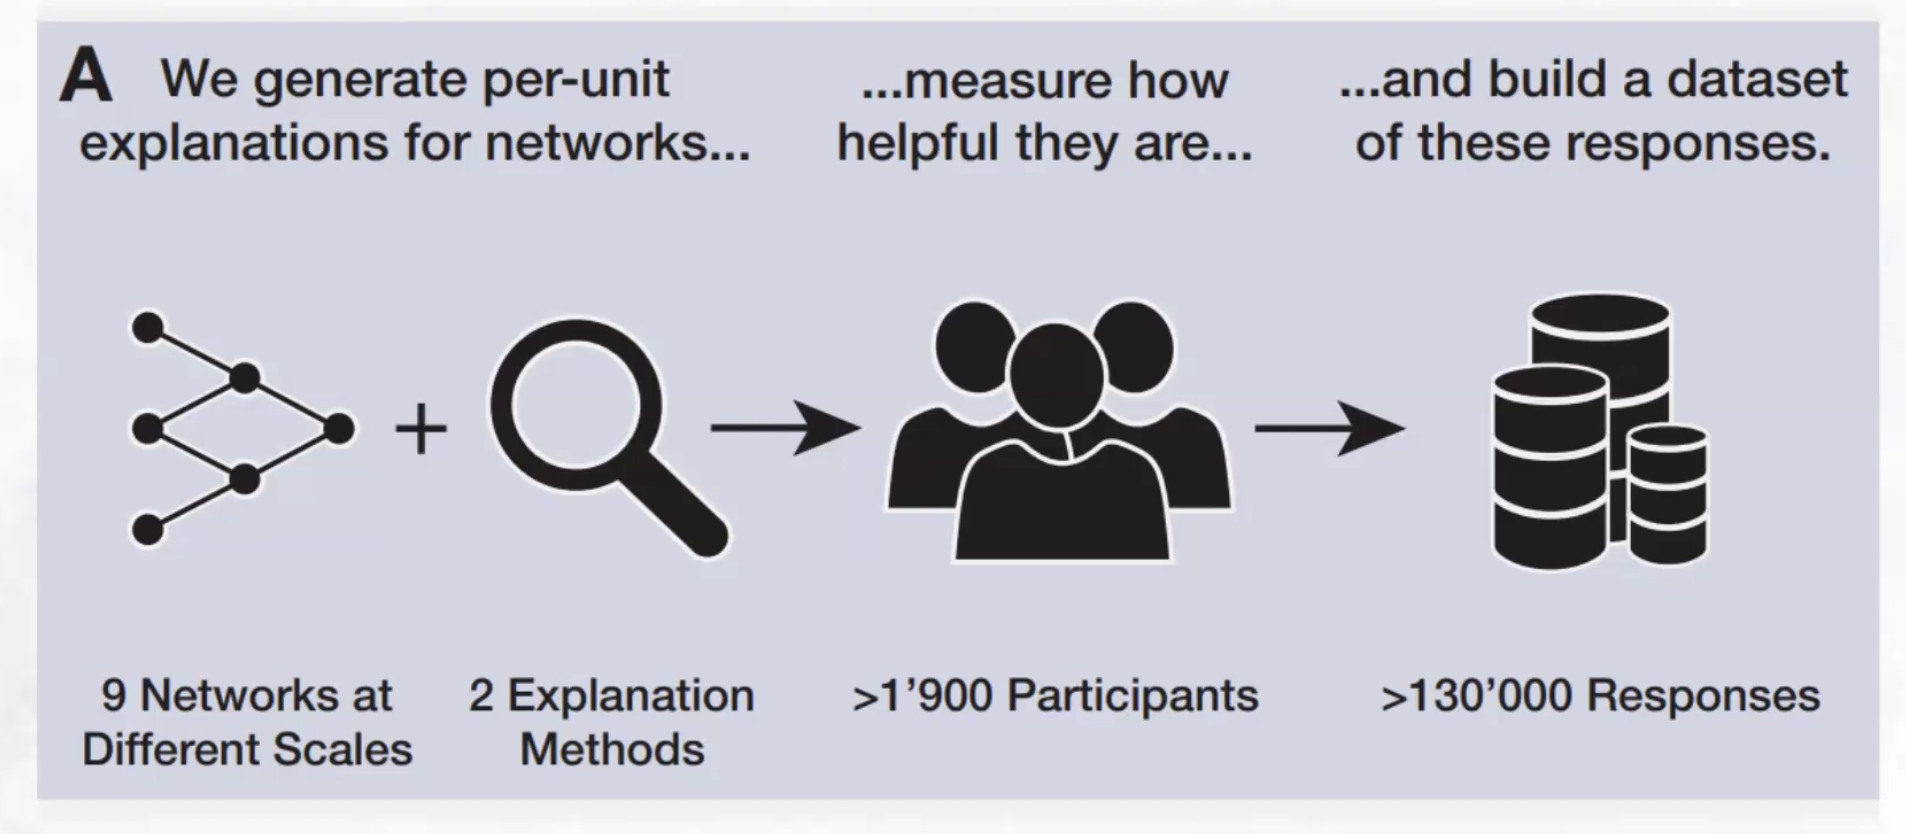 A We generate per-unit
explanations for networks...
...measure how
helpful they are...
...and build a dataset
of these responses.
9 Networks at
Different Scales
2 Explanation
Methods
>1’900 Participants
>130’000 Responses